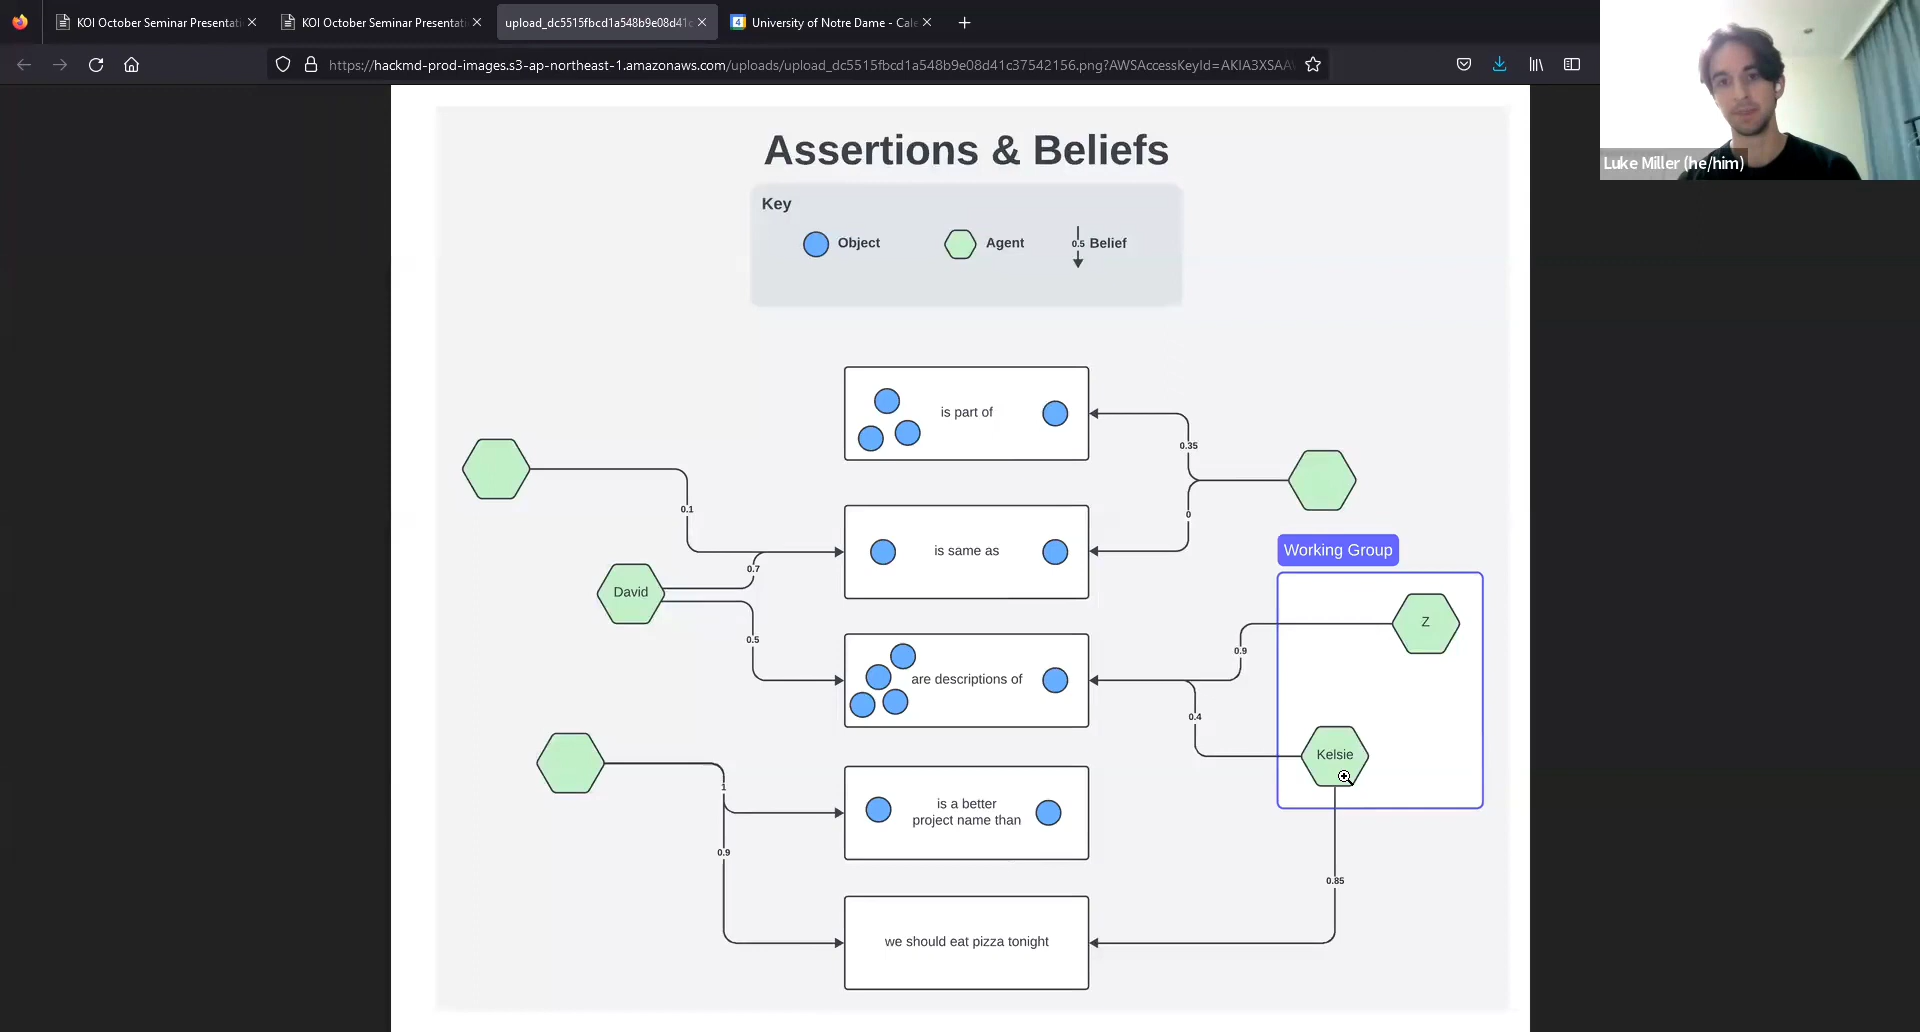 KOI October Seminar Presentati
KOI October Seminar Presentat
upload_dc5515fbcd1a548b9e08d41c
University of Notre Dame - Cale
https://hackmd-prod-images.s3-ap-northeast-1.amazonaws.com/uploads/upload_dc5515fbcd1a548b9e08d41c37542156.png?AWSAccessKeyId=AKIA3XSAA
Luke Miller (he/him)
Assertions & Beliefs
Key
Object
Agent
0.5 Belief
is part of
0.35
0.1
0
is same as
Working Group
0.7
David
Z
0.5
0.9
are descriptions of
0.4
Kelsie
1
is a better
project name than
0.9
0.85
we should eat pizza tonight